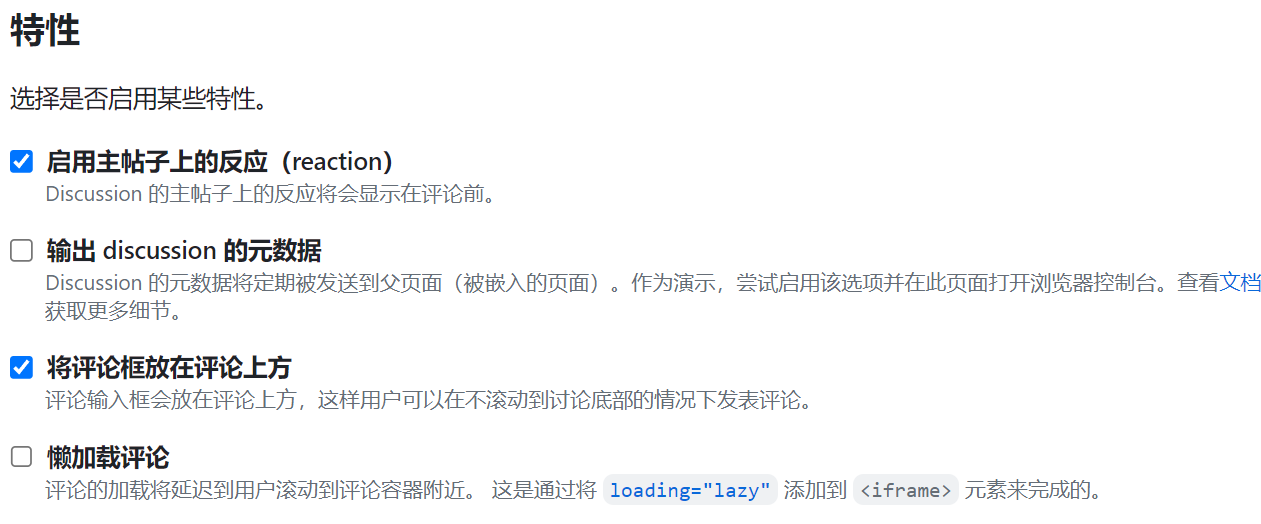 特性
选择是否启用某些特性。
启用主帖子上的反应（reaction）
Discussion 的主帖子上的反应将会显示在评论前。
输出 discussion 的元数据
Discussion 的元数据将定期被发送到父页面（被嵌入的页面）。作为演示，尝试启用该选项并在此页面打开浏览器控制台。查看文档
获取更多细节。
将评论框放在评论上方
评论输入框会放在评论上方，这样用户可以在不滚动到讨论底部的情况下发表评论。
懒加载评论
评论的加载将延迟到用户滚动到评论容器附近。 这是通过将 loading="lazy" 添加到 <iframe> 元素来完成的。